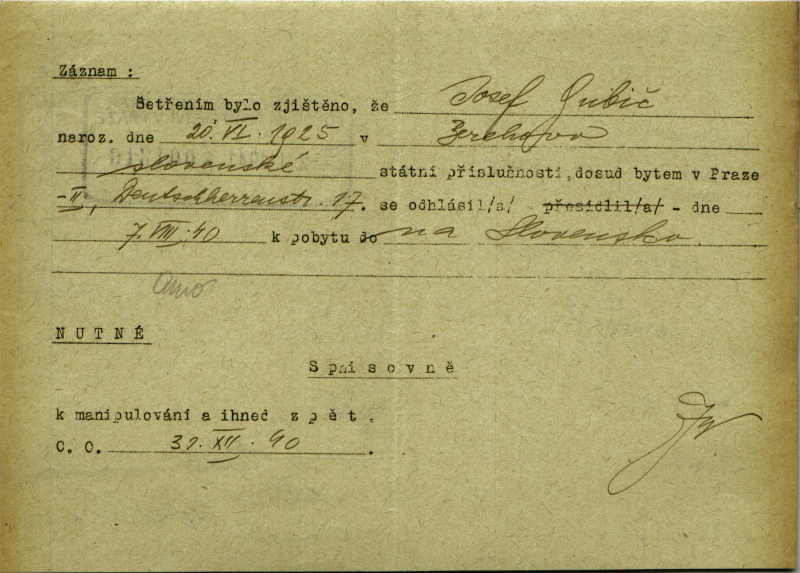 Záznam :
Šetřením bylo zjištěno, že Josef Gubič
naroz. dne 20. VI. 1925 v
slovenské státní příslušnosti, dosud bytem v Praze
-II, Deutschherrenstr. 17. se odhlásil/a/ přesídlil/a/ - dne
7. VIII. 40 k pobytu do na Slovensko.
NUTNÉ
Spisovně
k manipulování a ihned zpět.
C. O. 31. XII. 40.